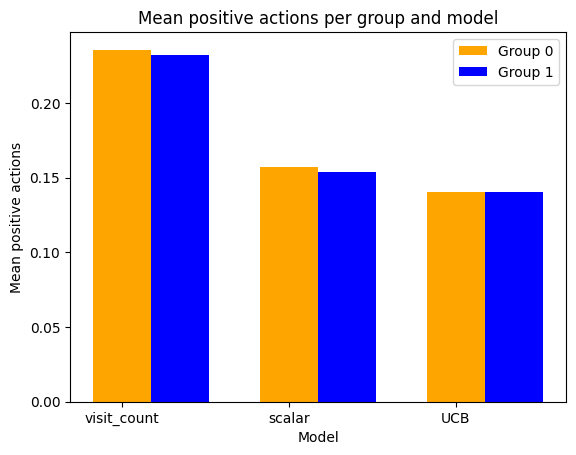 Mean positive actions per group and model
Group 0
Group 1
Mean positive actions
0.20
0.15
0.10
0.05
0.00
visit_count
scalar
UCB
Model